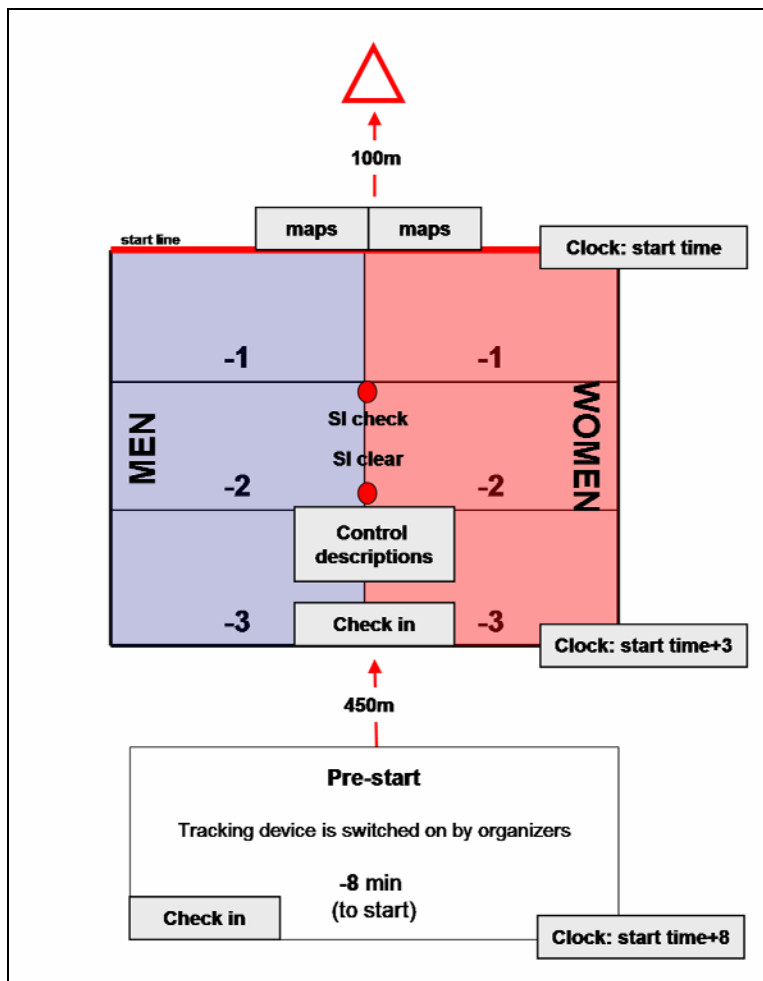 100m
maps maps
start line
Clock: start time
-1 -1
SI check
MEN
WOMEN
SI clear
-2 -2
Control
descriptions
-3 -3
Check in
Clock: start time+3
450m
Pre-start
Tracking device is switched on by organizers
-8 min
(to start)
Check in
Clock: start time+8